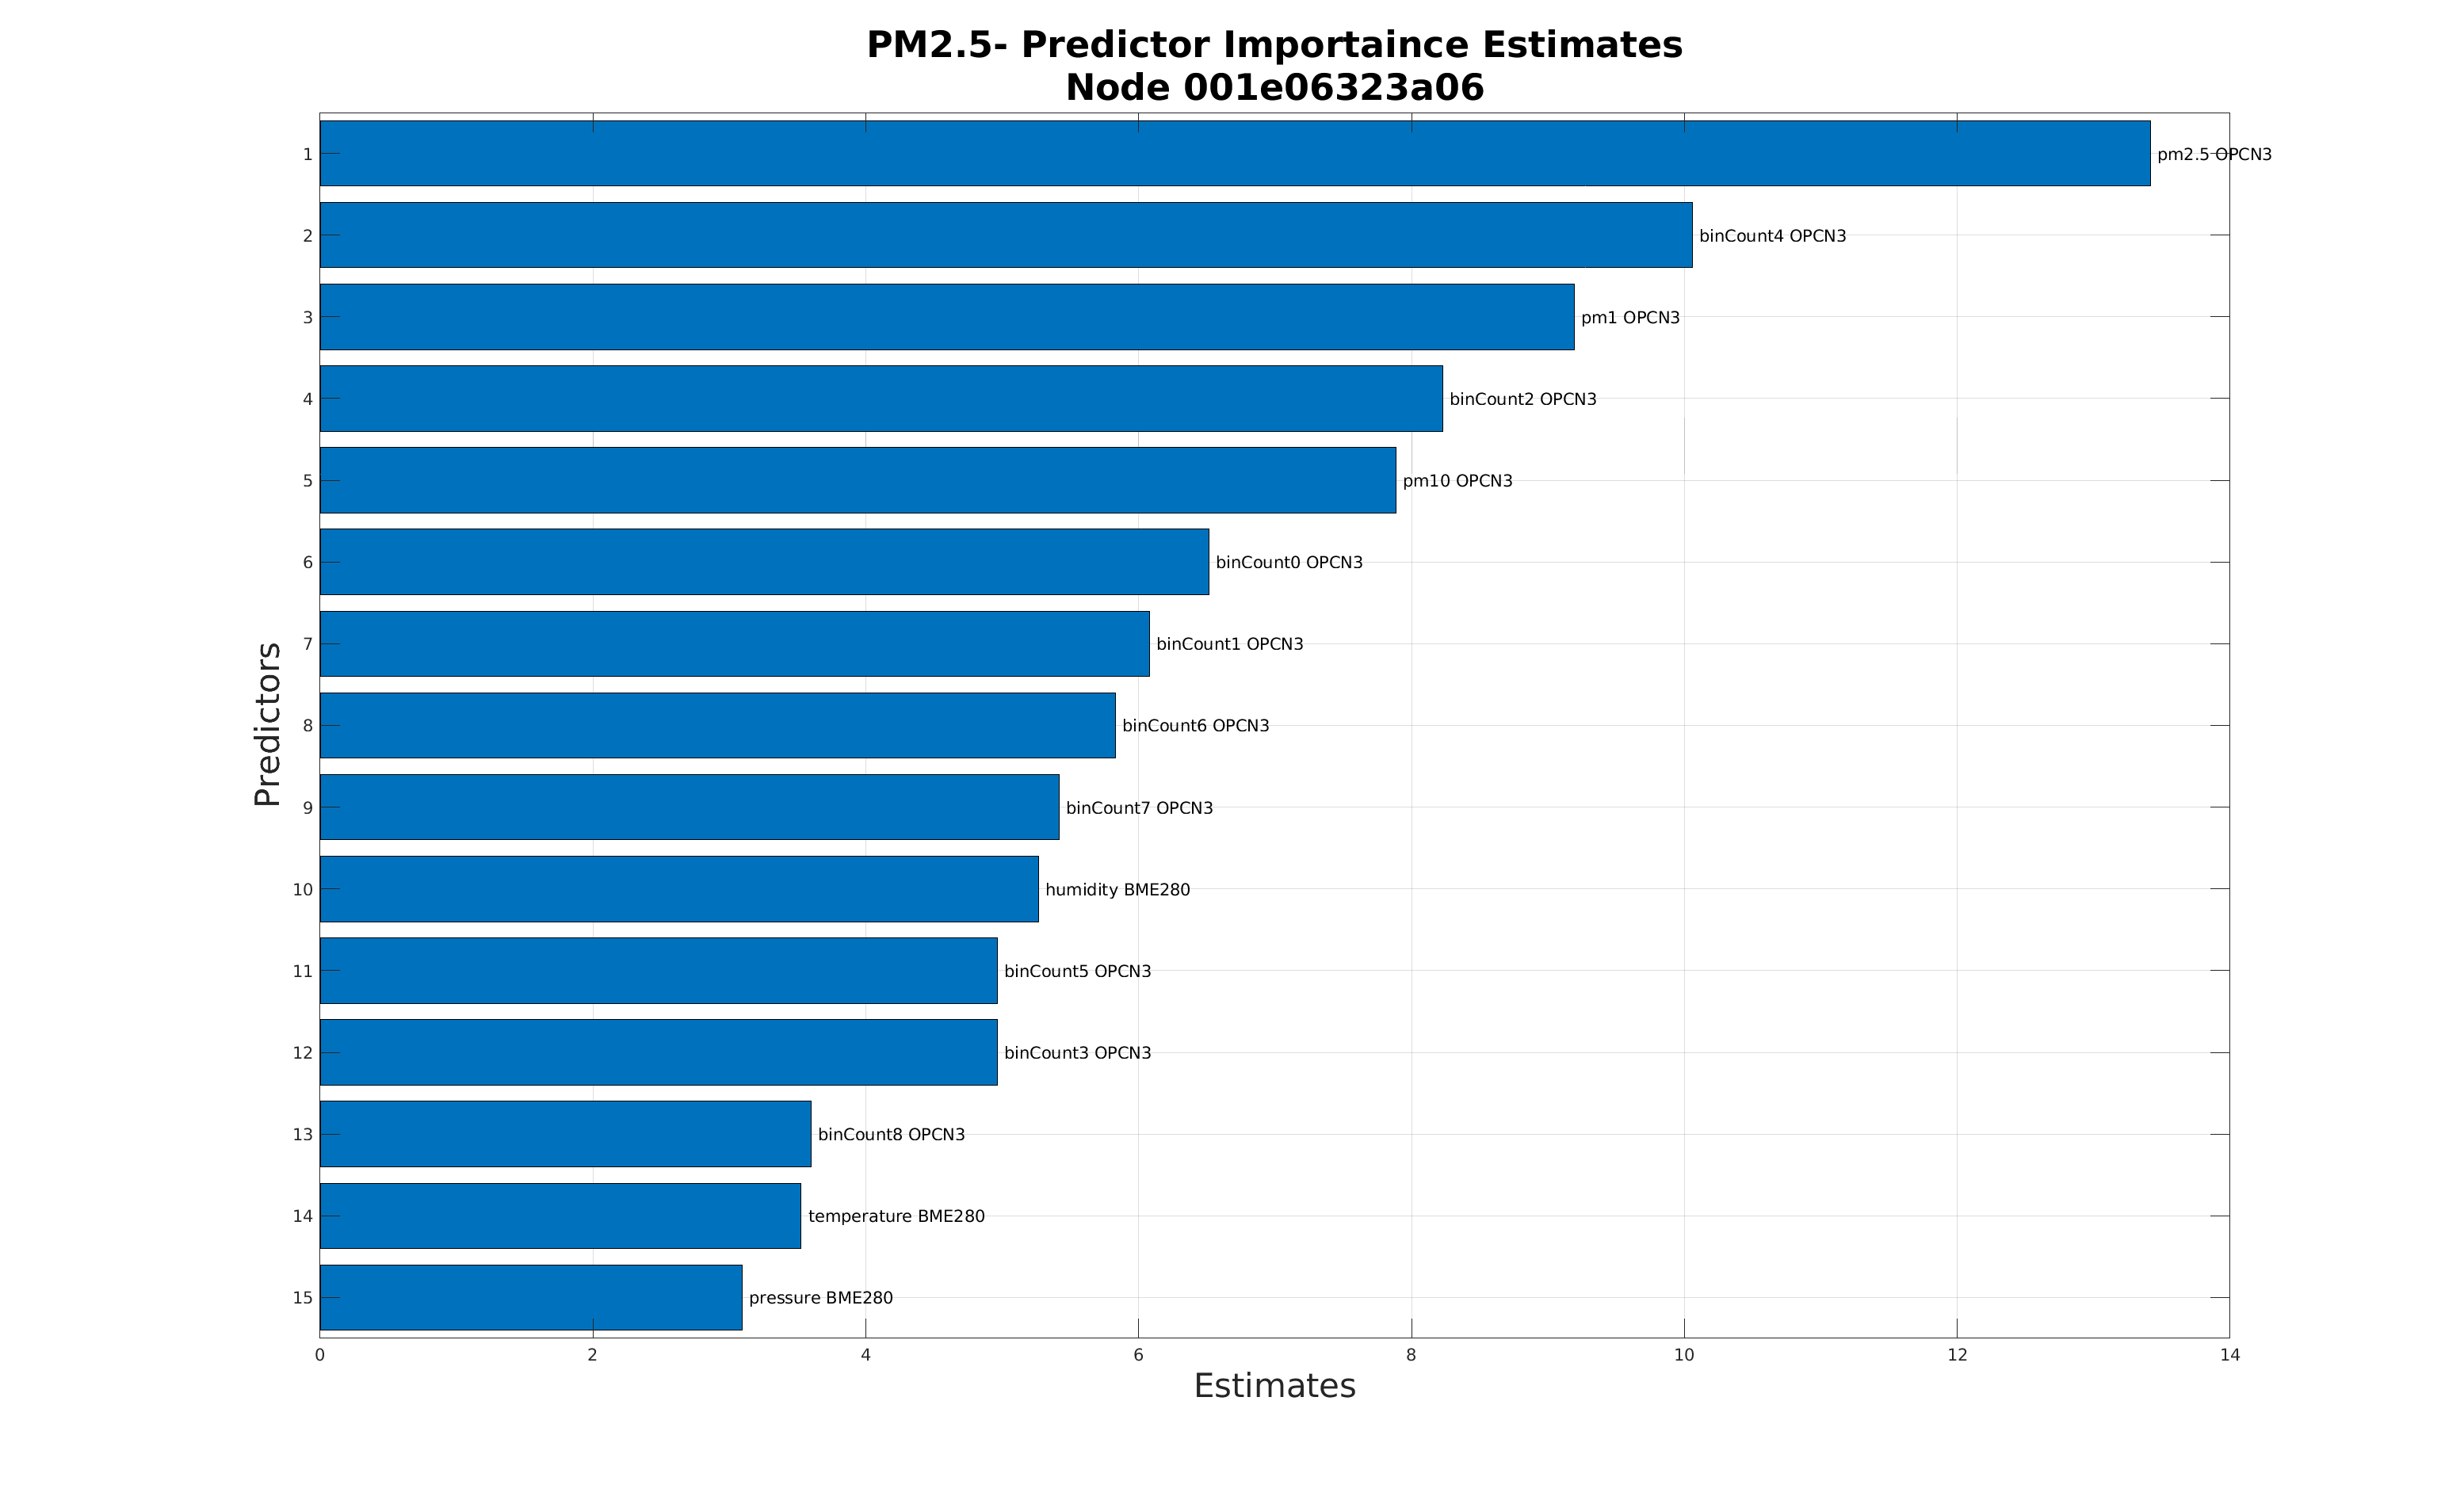 PM2.5- Predictor Importaince Estimates
Node 001e06323a06
Predictors
1 pm2.5 OPCN3
2 binCount4 OPCN3
3 pm1 OPCN3
4 binCount2 OPCN3
5 pm10 OPCN3
6 binCount0 OPCN3
7 binCount1 OPCN3
8 binCount6 OPCN3
9 binCount7 OPCN3
10 humidity BME280
11 binCount5 OPCN3
12 binCount3 OPCN3
13 binCount8 OPCN3
14 temperature BME280
15 pressure BME280
0 2 4 6 8 10 12 14
Estimates